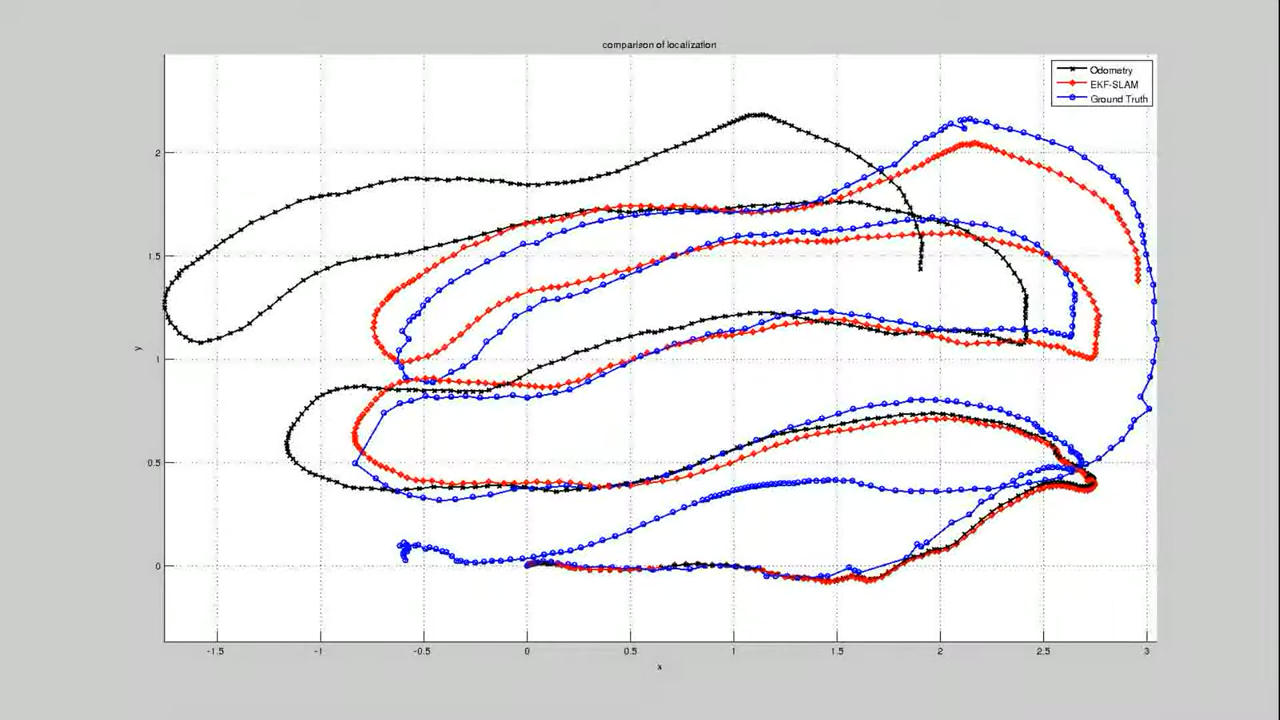 comparison of localization
Odometry
EKF-SLAM
Ground Truth
2
1.5
1
0.5
0
y
-1.5
-1
-0.5
0
0.5
1
1.5
2
2.5
3
x